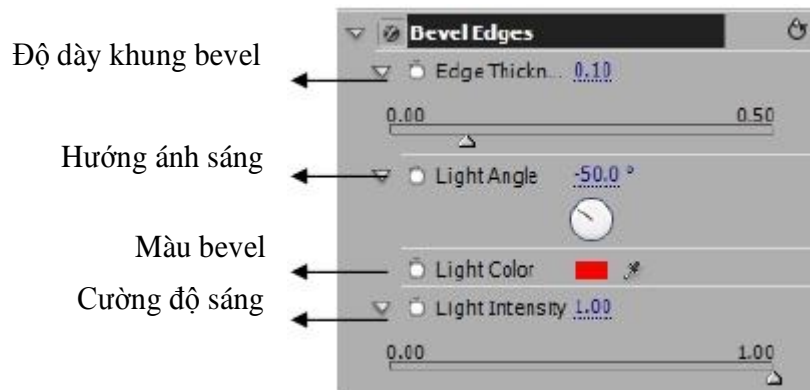 Bevel Edges
Độ dày khung bevel
Edge Thickn... 0.10
0.00 0.50
Hướng ánh sáng
Light Angle -50.0 °
Màu bevel
Light Color
Cường độ sáng
Light Intensity 1.00
0.00 1.00